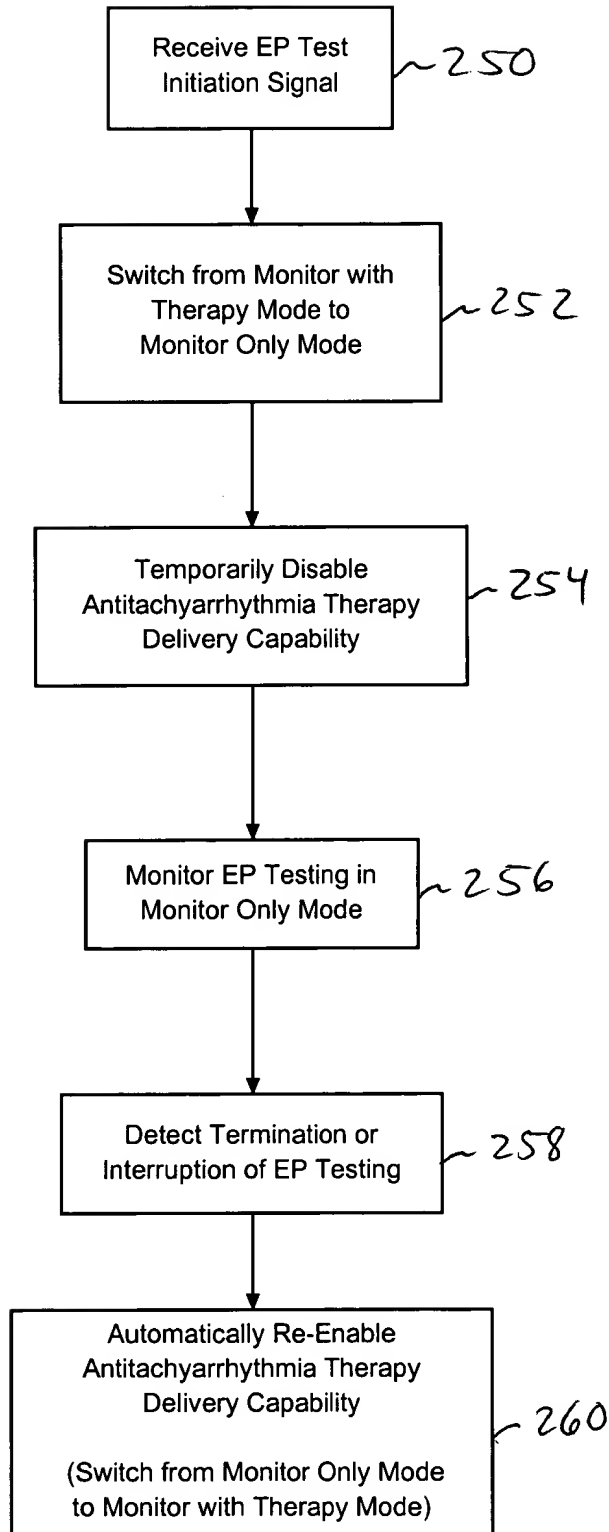 Receive EP Test
Initiation Signal
250
Switch from Monitor with
Therapy Mode to
Monitor Only Mode
252
Temporarily Disable
Antitachyarrhythmia Therapy
Delivery Capability
254
Monitor EP Testing in
Monitor Only Mode
256
Detect Termination or
Interruption of EP Testing
258
Automatically Re-Enable
Antitachyarrhythmia Therapy
Delivery Capability
(Switch from Monitor Only Mode
to Monitor with Therapy Mode)
260